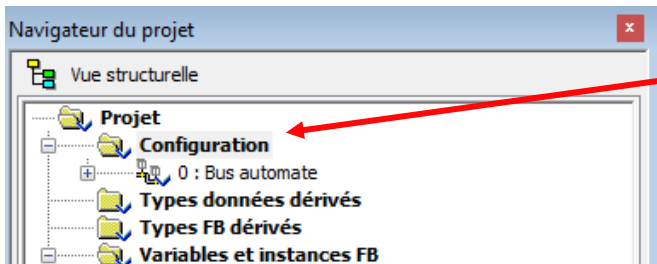 Navigateur du projet
x
Vue structurelle
Projet
Configuration
0 : Bus automate
Types données dérivés
Types FB dérivés
Variables et instances FB